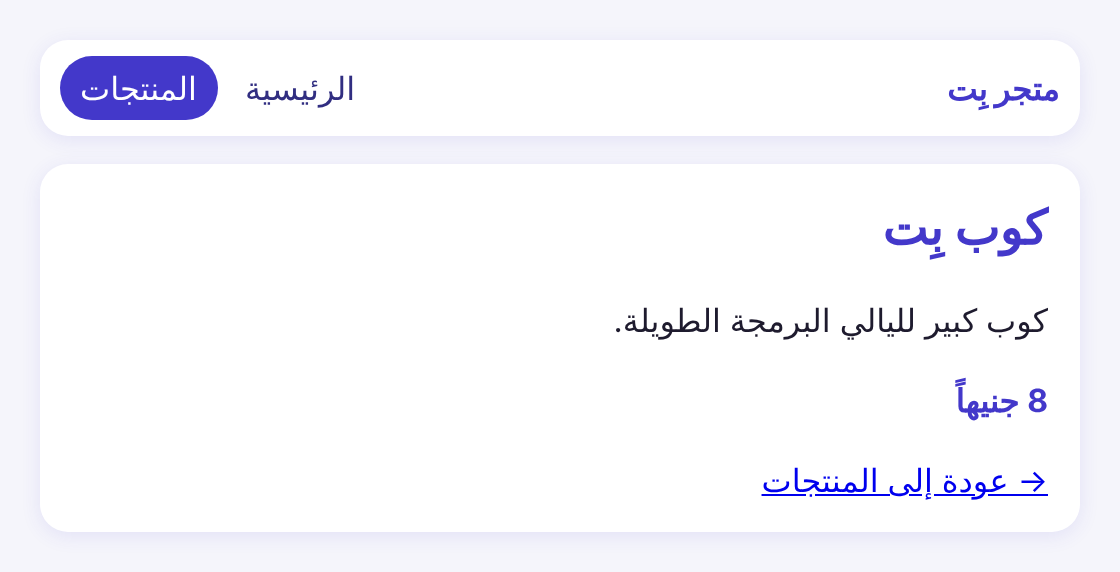 متجر بِت
الرئيسية
المنتجات
كوب بِت
كوب كبير لليالي البرمجة الطويلة.
8 جنيهاً
→ عودة إلى المنتجات